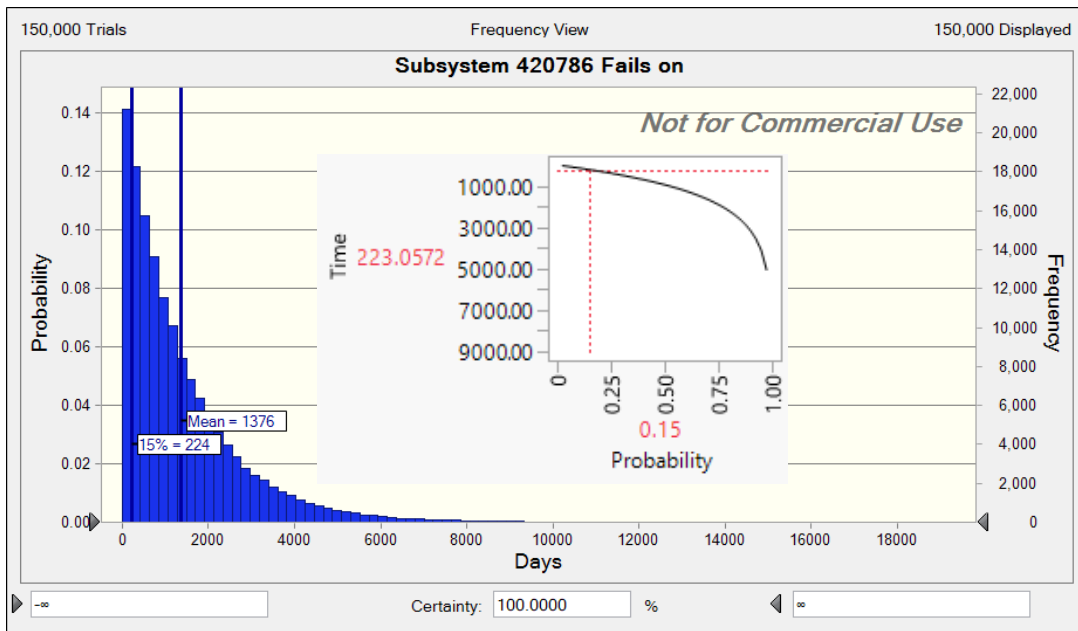 150,000 Trials
Frequency View
150,000 Displayed
Subsystem 420786 Fails on
Not for Commercial Use
Probability
0.14
0.12
0.10
0.08
0.06
0.04
0.02
0.00
Mean = 1376
15% = 224
Time
223.0572
1000.00
3000.00
5000.00
7000.00
9000.00
0
0.25
0.50
0.75
1.00
0.15
Probability
22,000
20,000
18,000
16,000
14,000
12,000
10,000
8,000
6,000
4,000
2,000
0
Frequency
0 2000 4000 6000 8000 10000 12000 14000 16000 18000
Days
-∞
Certainty: 100.0000 %
∞